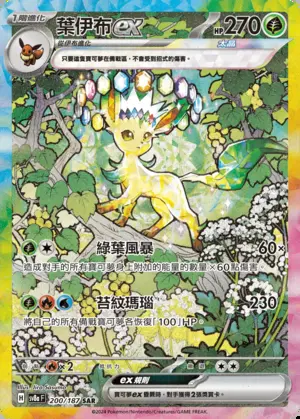 1階進化 葉伊布ex HP270
從伊布進化 太晶
只要這隻寶可夢在備戰區，不會受到招式的傷害。
綠葉風暴 60×
造成對手的所有寶可夢身上附加的能量的數量×60點傷害。
苔紋瑪瑙 230
將自己的所有備戰寶可夢各恢復「100」HP。
×2
ex規則
當寶可夢ex【昏厥】時，對手獲得2張獎賞卡。
H SV8a F 200/187 SAR
©2024 Pokémon/Nintendo/Creatures/GAME FREAK.